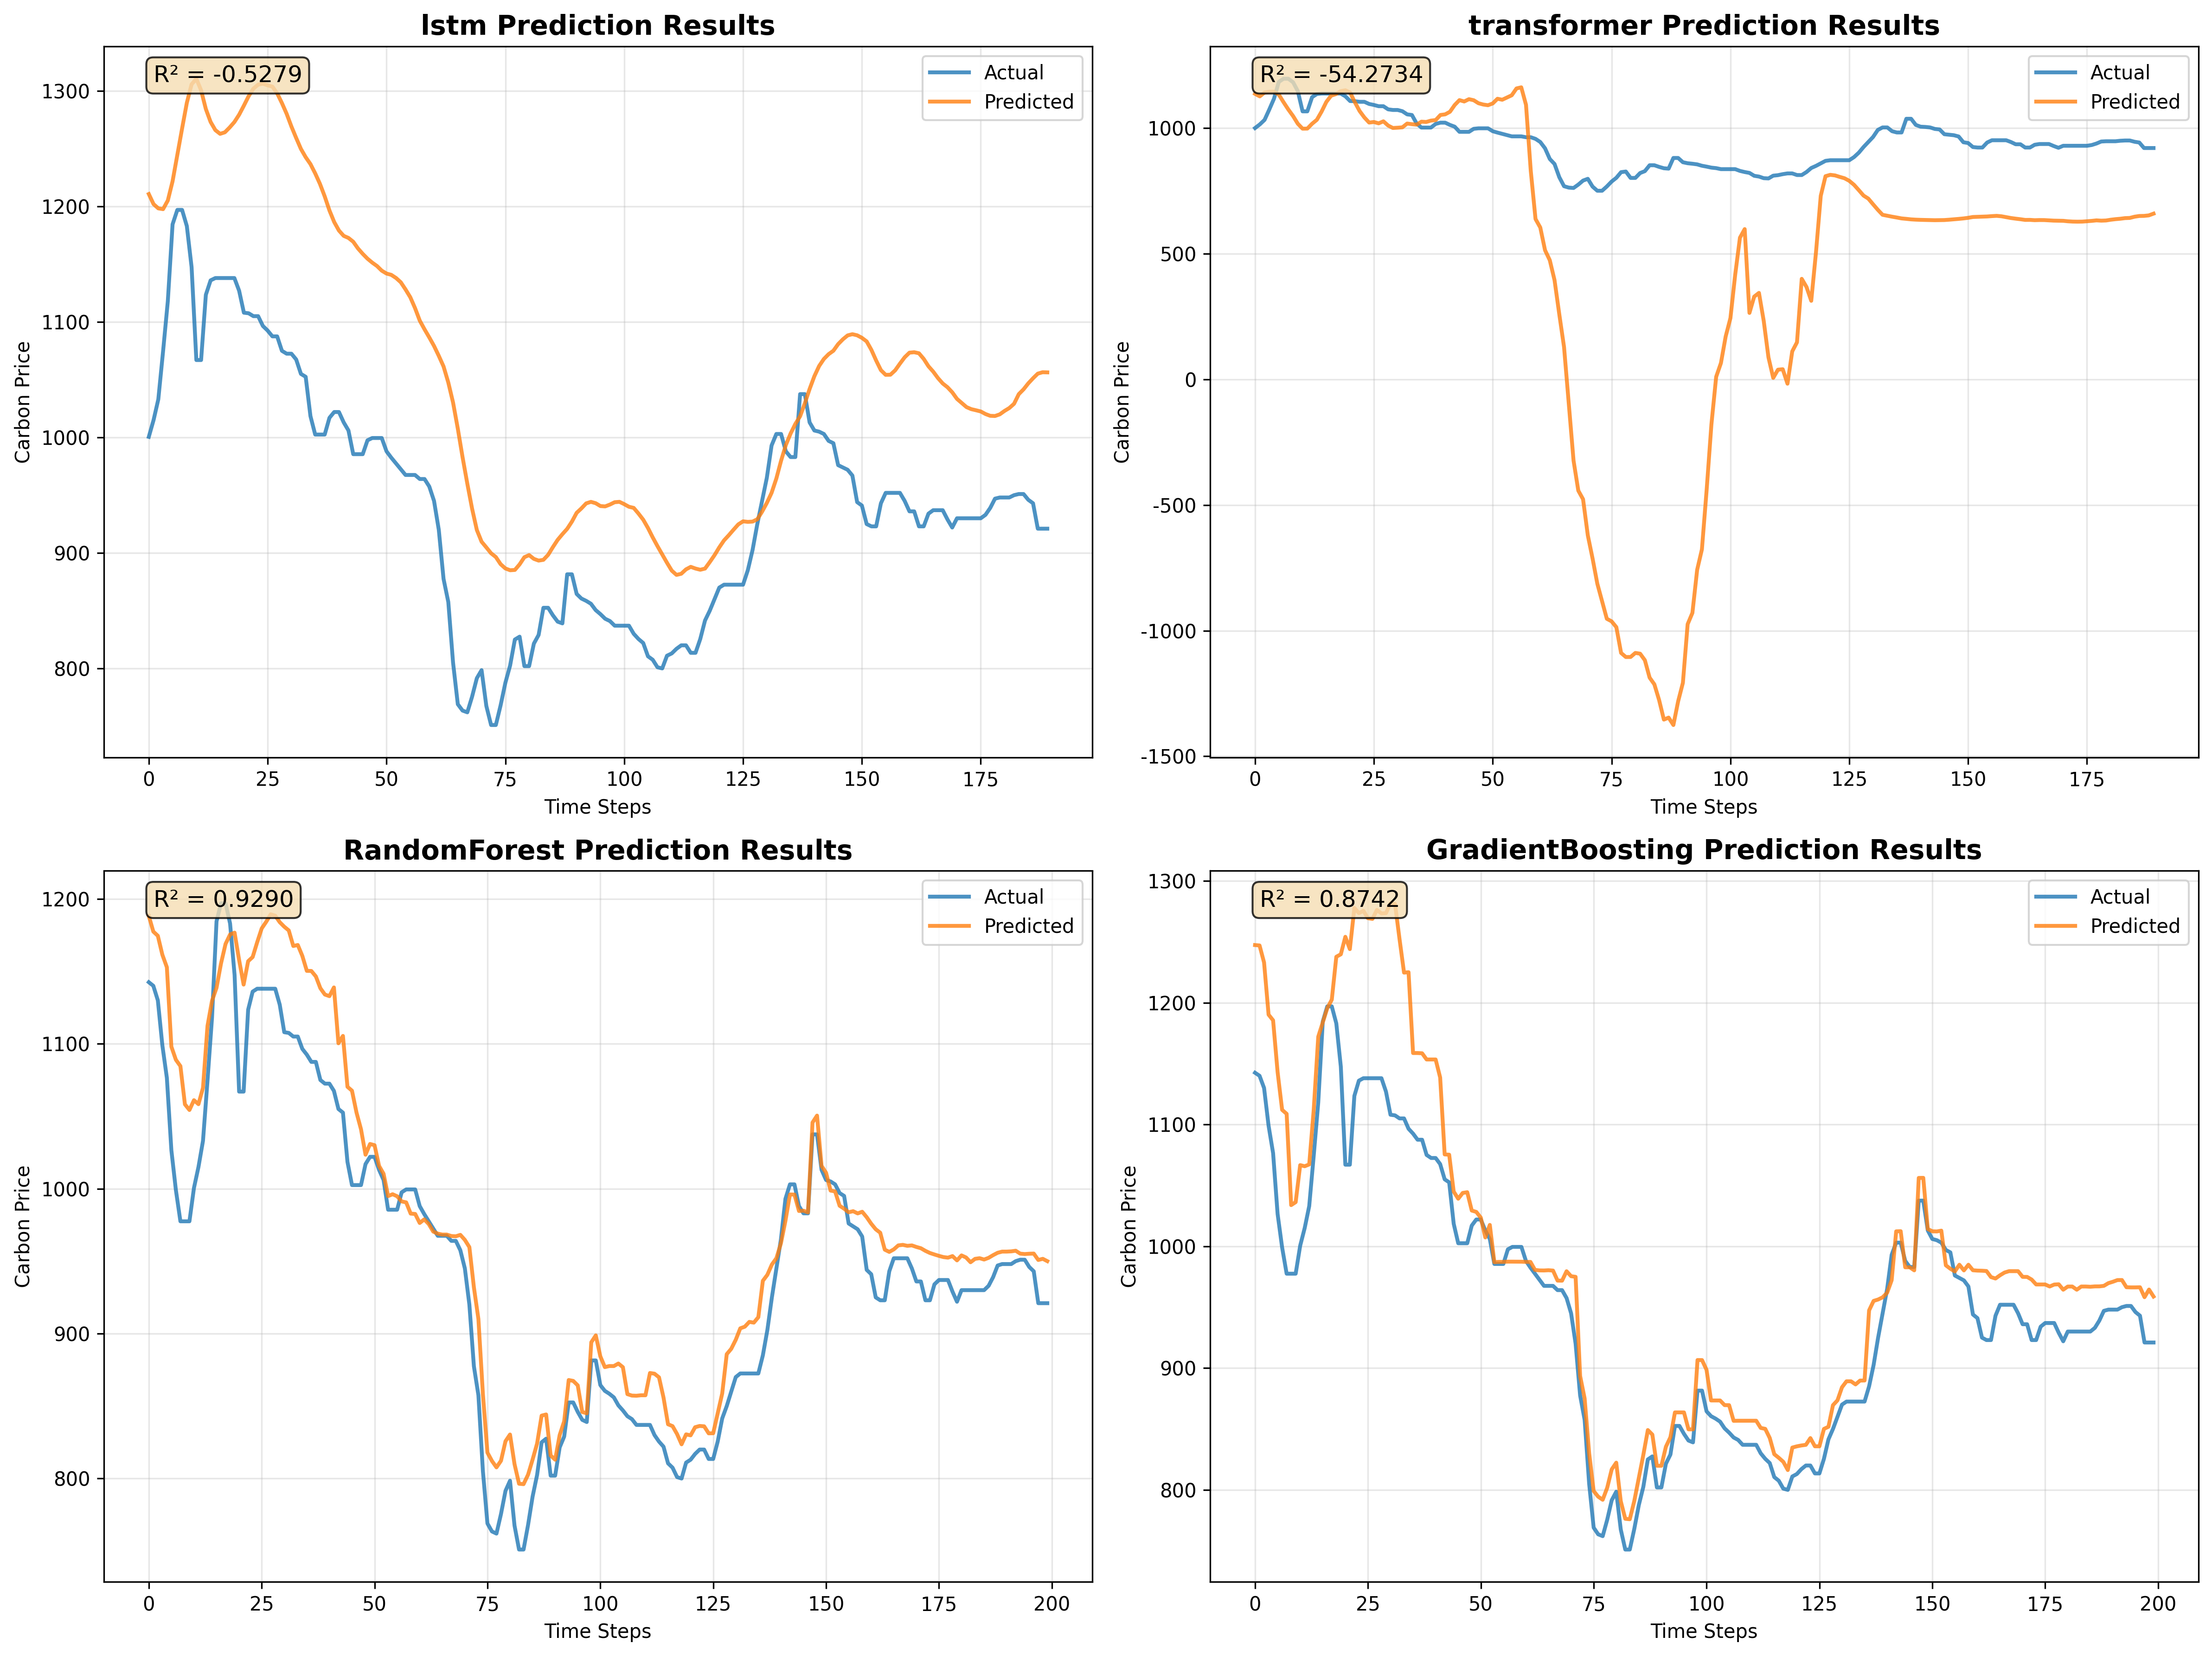 lstm Prediction Results
R² = -0.5279
Actual
Predicted
1300
1200
1100
1000
900
800
Carbon Price
0 25 50 75 100 125 150 175
Time Steps
transformer Prediction Results
R² = -54.2734
Actual
Predicted
1000
500
0
-500
-1000
-1500
Carbon Price
0 25 50 75 100 125 150 175
Time Steps
RandomForest Prediction Results
R² = 0.9290
Actual
Predicted
1200
1100
1000
900
800
Carbon Price
0 25 50 75 100 125 150 175 200
Time Steps
GradientBoosting Prediction Results
R² = 0.8742
Actual
Predicted
1300
1200
1100
1000
900
800
Carbon Price
0 25 50 75 100 125 150 175 200
Time Steps